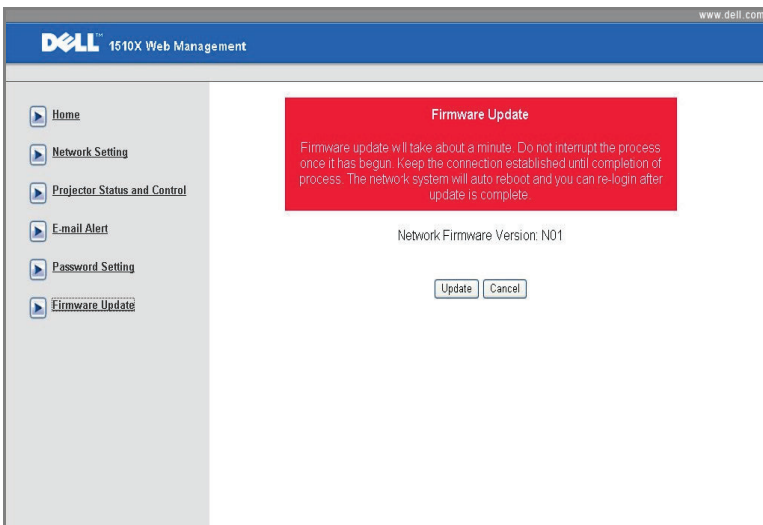 www.dell.com
DELL™ 1510X Web Management
Home
Network Setting
Projector Status and Control
E-mail Alert
Password Setting
Firmware Update
Firmware Update
Firmware update will take about a minute. Do not interrupt the process
once it has begun. Keep the connection established until completion of
process. The network system will auto reboot and you can re-login after
update is complete.
Network Firmware Version: N01
Update Cancel